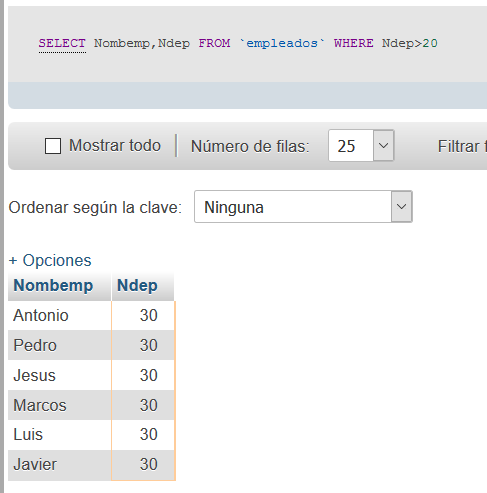 SELECT Nombemp,Ndep FROM `empleados` WHERE Ndep>20
Mostrar todo Número de filas: 25 Filtrar f
Ordenar según la clave: Ninguna
+ Opciones
Nombemp Ndep
Antonio 30
Pedro 30
Jesus 30
Marcos 30
Luis 30
Javier 30